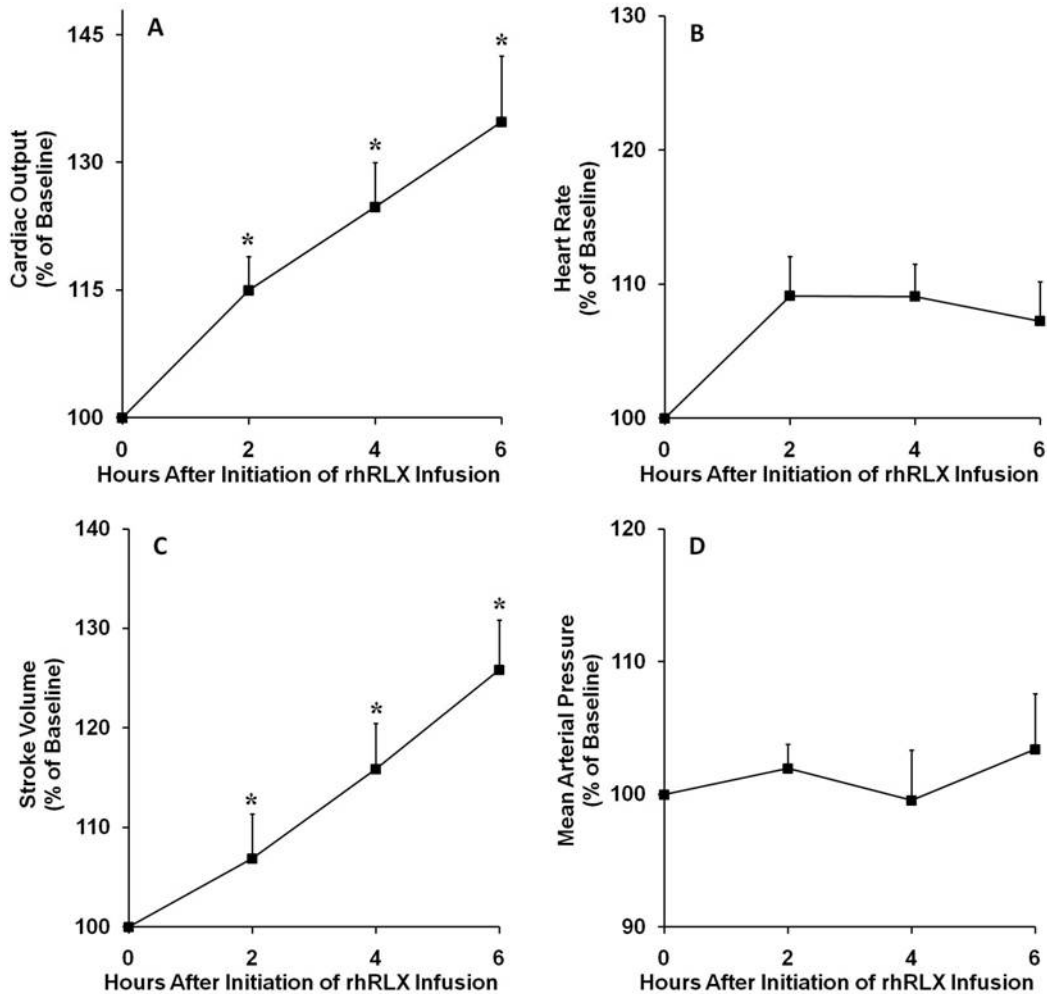 A
Cardiac Output
(% of Baseline)
145
130
115
100
*
*
*
0 2 4 6
Hours After Initiation of rhRLX Infusion
B
Heart Rate
(% of Baseline)
130
120
110
100
0 2 4 6
Hours After Initiation of rhRLX Infusion
C
Stroke Volume
(% of Baseline)
140
130
120
110
100
*
*
*
0 2 4 6
Hours After Initiation of rhRLX Infusion
D
Mean Arterial Pressure
(% of Baseline)
120
110
100
90
0 2 4 6
Hours After Initiation of rhRLX Infusion